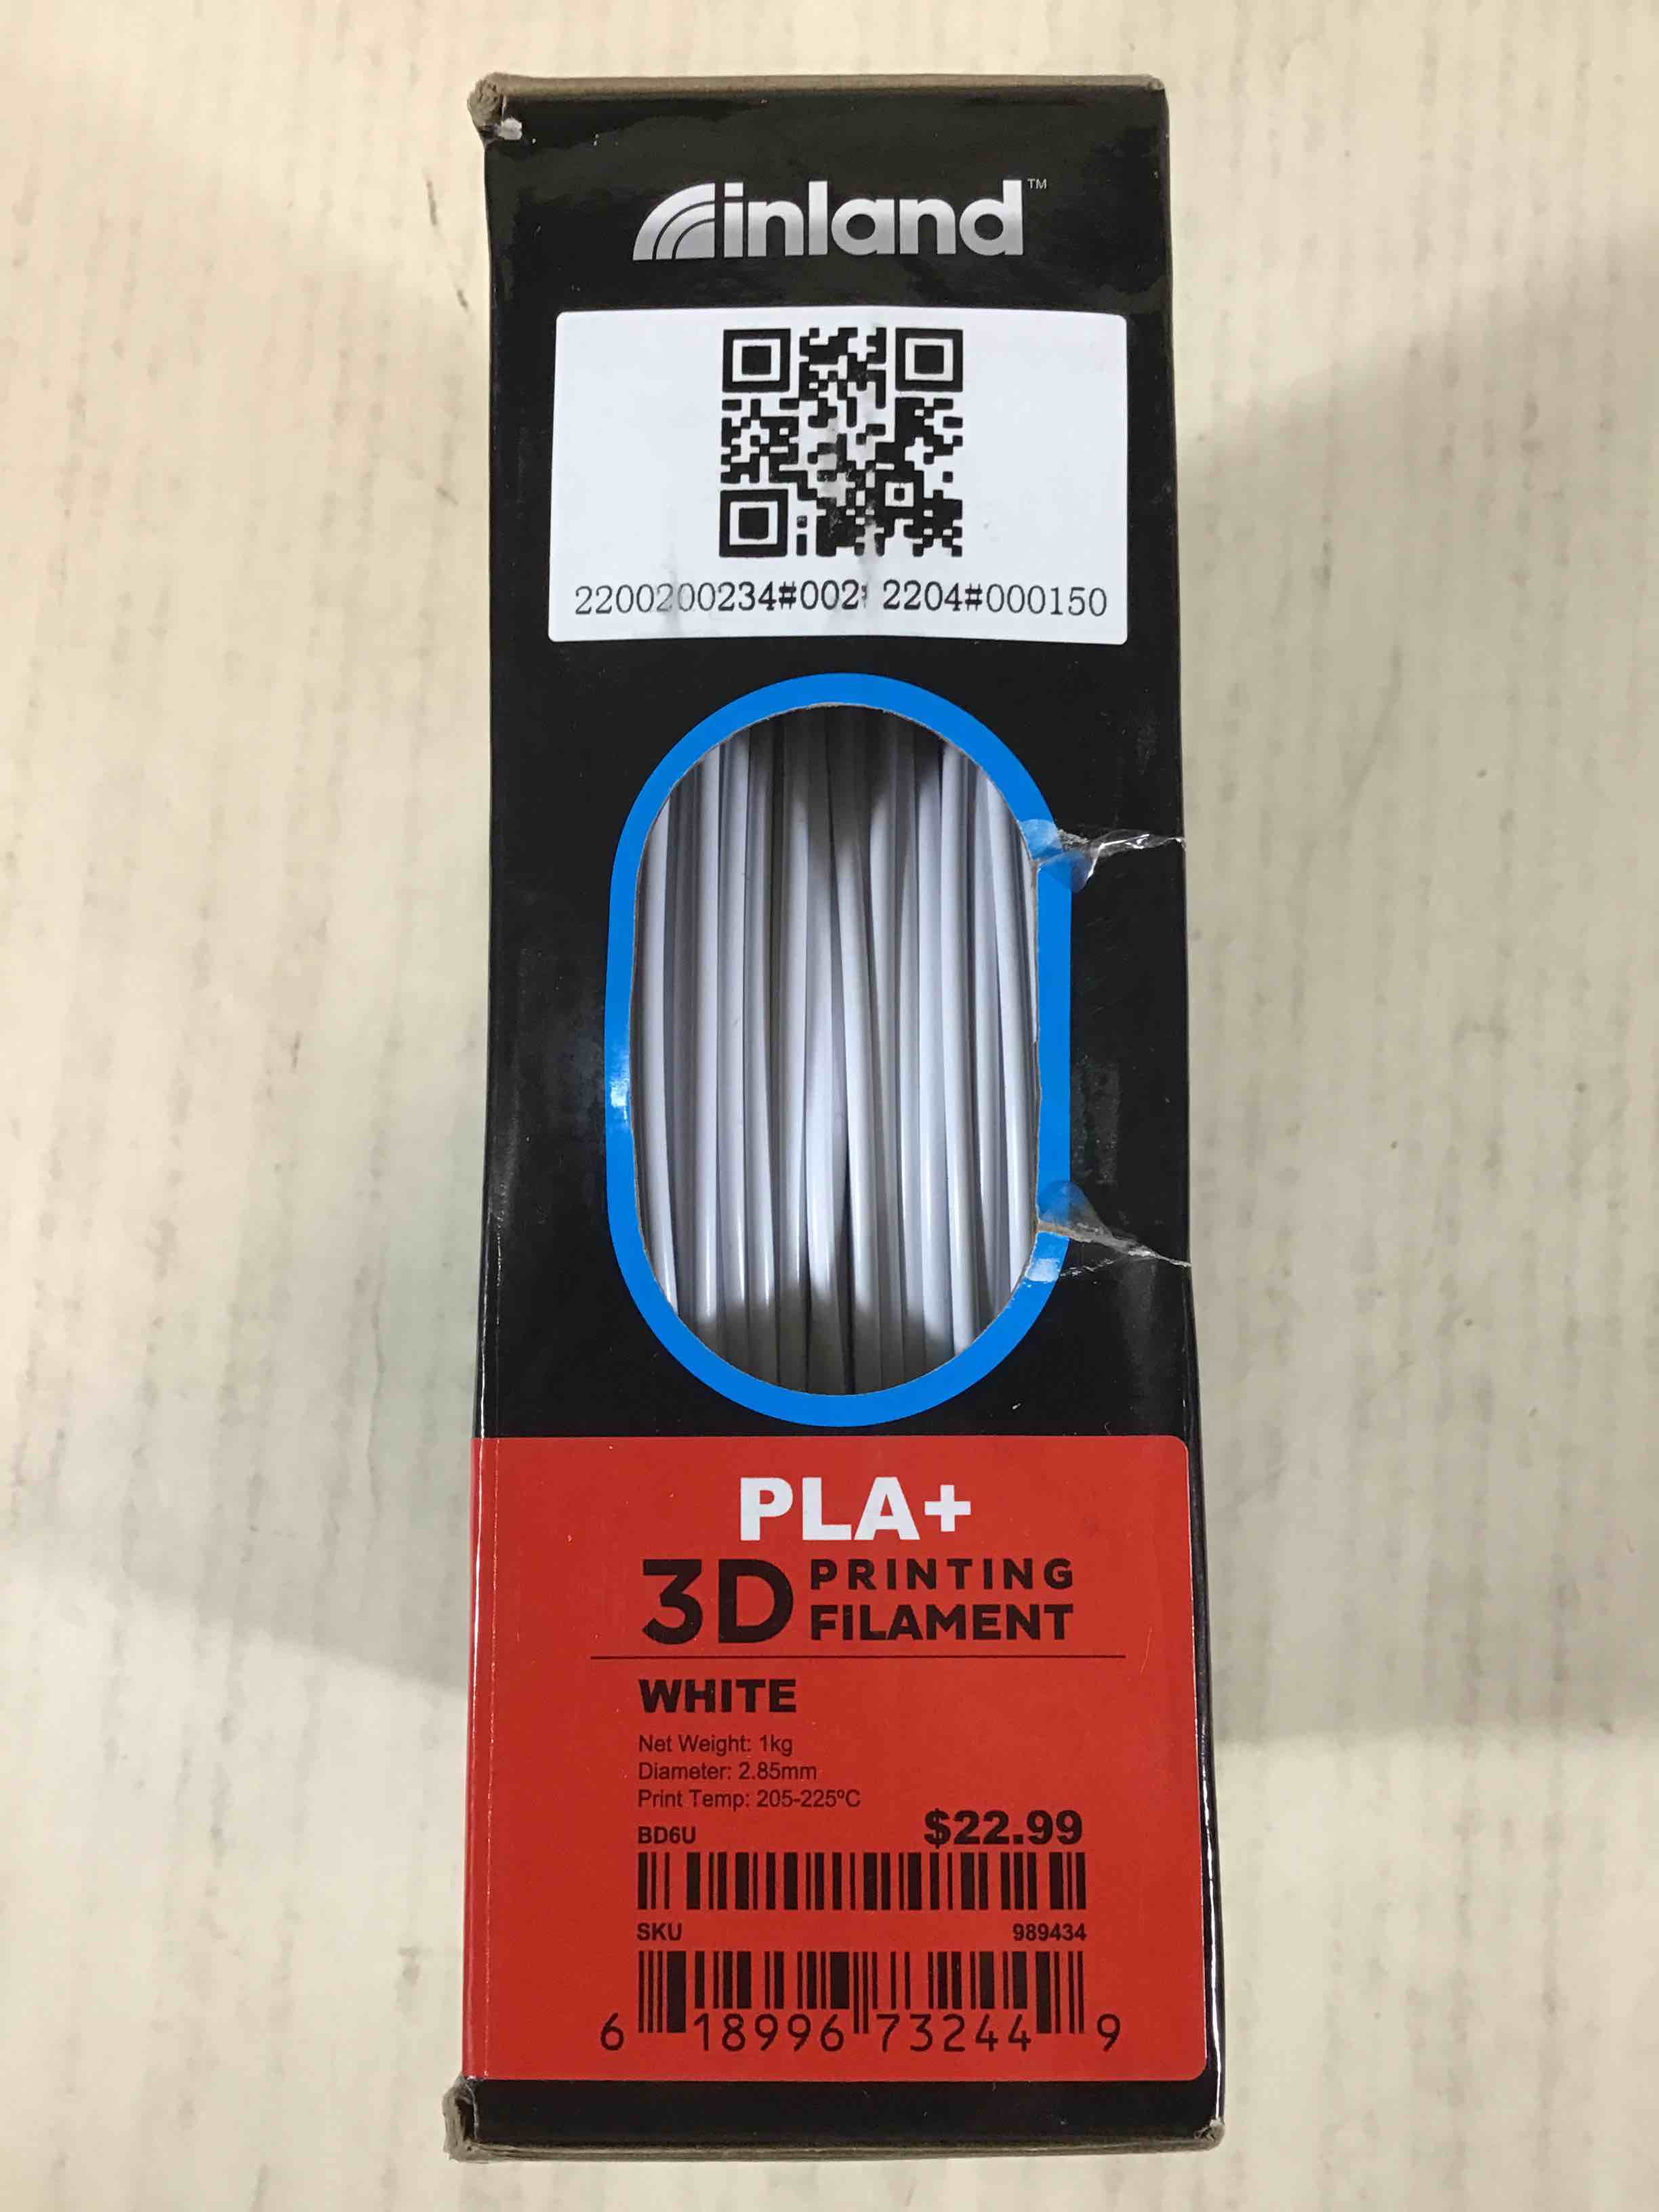 inland™
2200200234#002 2204#000150
PLA+
3D PRINTING
FILAMENT
WHITE
Net Weight: 1kg
Diameter: 2.85mm
Print Temp: 205-225ºC
BD6U $22.99
SKU 989434
6 18996 73244 9